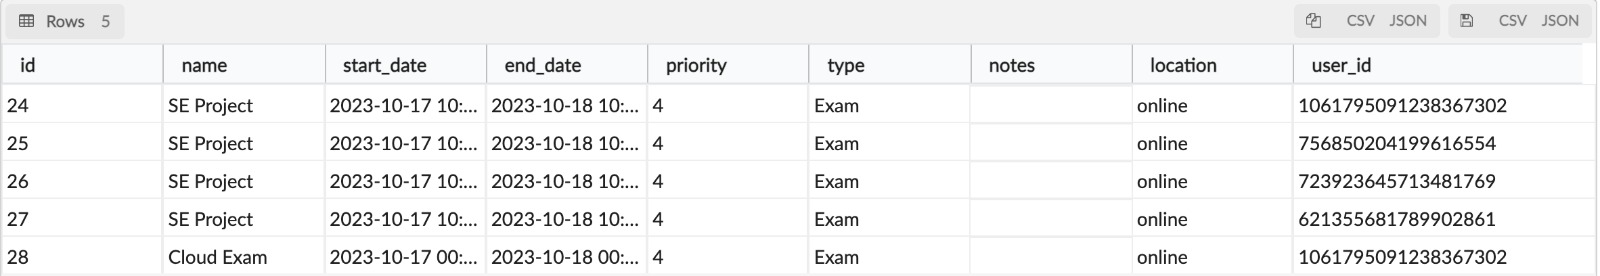 Rows 5 CSV JSON CSV JSON
id name start_date end_date priority type notes location user_id
24 SE Project 2023-10-17 10:... 2023-10-18 10:... 4 Exam online 1061795091238367302
25 SE Project 2023-10-17 10:... 2023-10-18 10:... 4 Exam online 756850204199616554
26 SE Project 2023-10-17 10:... 2023-10-18 10:... 4 Exam online 723923645713481769
27 SE Project 2023-10-17 10:... 2023-10-18 10:... 4 Exam online 621355681789902861
28 Cloud Exam 2023-10-17 00:... 2023-10-18 00:... 4 Exam online 1061795091238367302